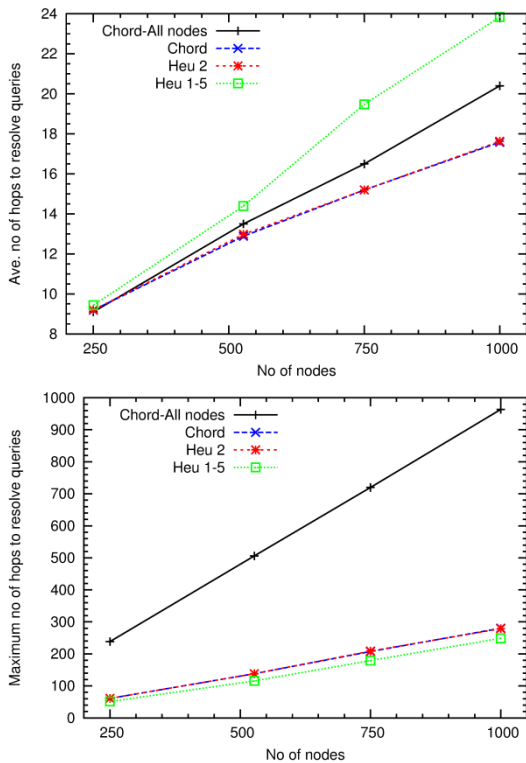 24
22
20
18
16
14
12
10
8
Ave. no of hops to resolve queries
Chord-All nodes
Chord
Heu 2
Heu 1-5
250 500 750 1000
No of nodes
1000
900
800
700
600
500
400
300
200
100
0
Maximum no of hops to resolve queries
Chord-All nodes
Chord
Heu 2
Heu 1-5
250 500 750 1000
No of nodes